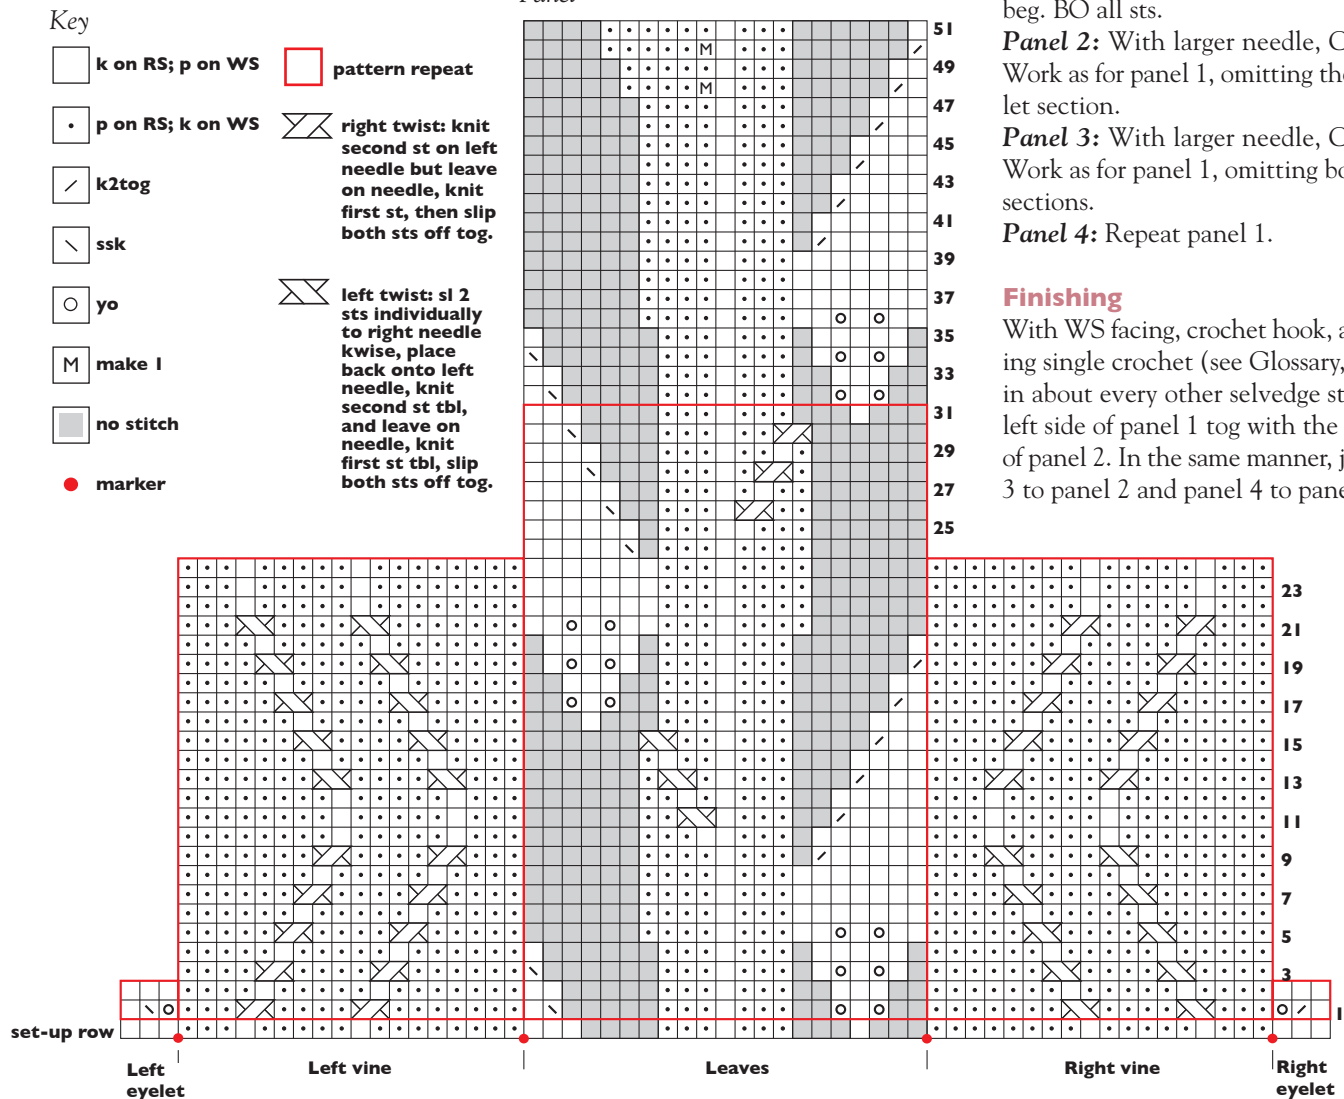 Key
k on RS; p on WS
p on RS; k on WS
k2tog
ssk
yo
M make 1
no stitch
marker
pattern repeat
right twist: knit
second st on left
needle but leave
on needle, knit
first st, then slip
both sts off tog.
left twist: sl 2
sts individually
to right needle
kwise, place
back onto left
needle, knit
second st tbl,
and leave on
needle, knit
first st tbl, slip
both sts off tog.
Panel
51
M
49
M
47
45
43
41
39
37
35
33
31
29
27
25
23
21
19
17
15
13
11
9
7
5
3
1
set-up row
Left
eyelet
Left vine
Leaves
Right vine
Right
eyelet
beg. BO all sts.
Panel 2: With larger needle,
Work as for panel 1, omitting
let section.
Panel 3: With larger needle,
Work as for panel 1, omitting
sections.
Panel 4: Repeat panel 1.
Finishing
With WS facing, crochet hook,
ing single crochet (see Glossary,
in about every other selvedge
left side of panel 1 tog with the
of panel 2. In the same manner,
3 to panel 2 and panel 4 to